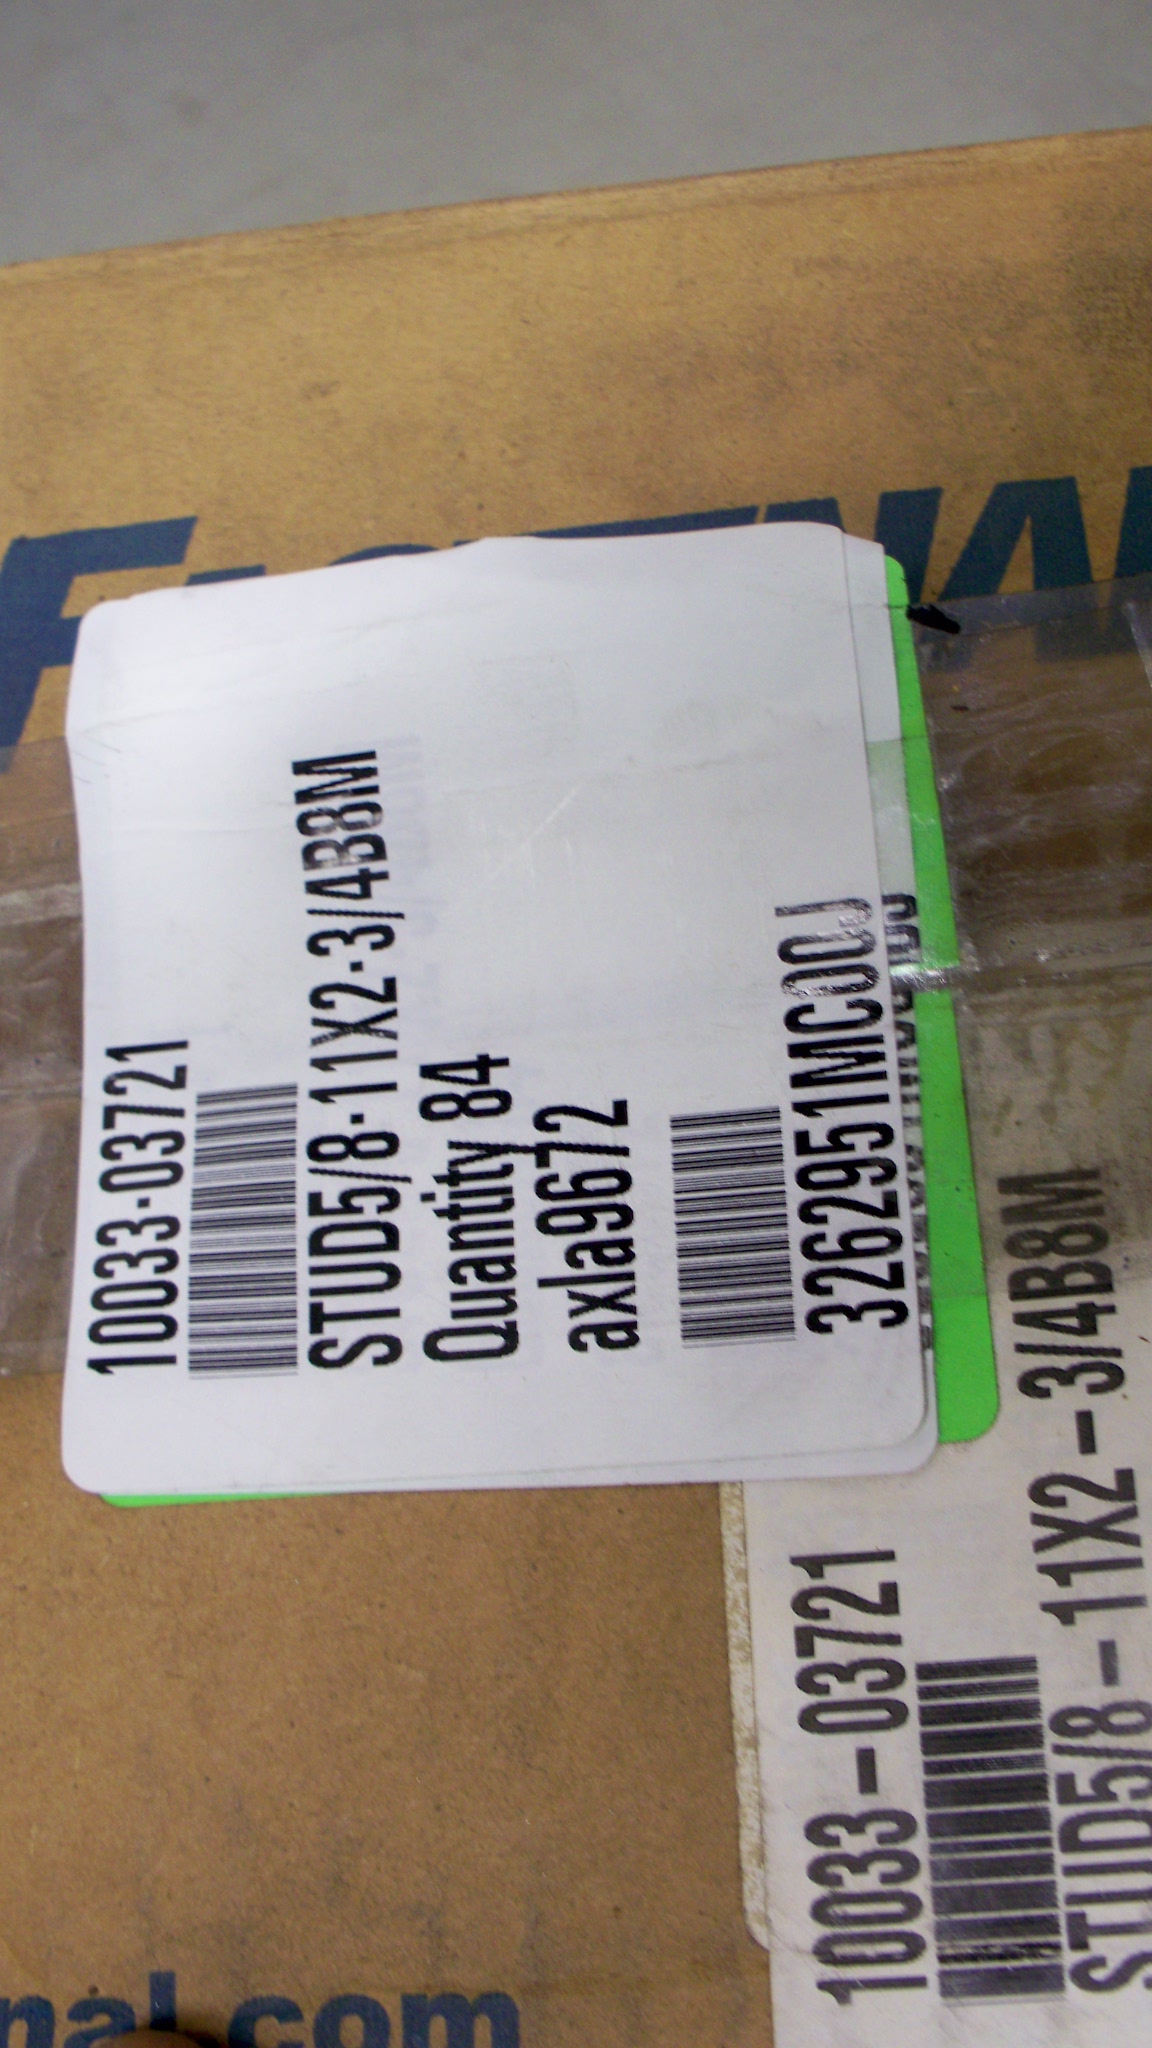 10033-03721
STUD5/8-11X2-3/4B8M
Quantity 84
axla9672
3262951MC00J
10033-03721
STUD5/8-11X2-3/4B8M
nal.com